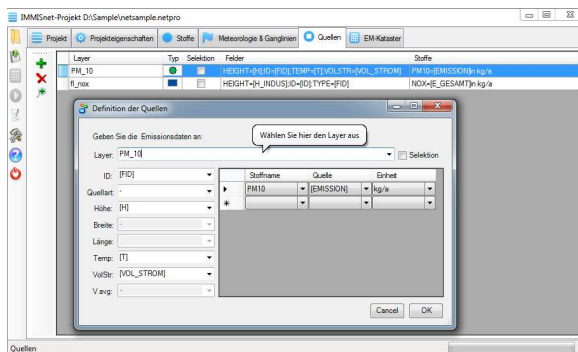 IMMISnet-Projekt D:\Sample\netsample.netpro
Projekt Projekteigenschaften Stoffe Meteorologie & Ganglinien Quellen EM-Kataster
Layer Typ Selektion Felder Stoffe
PM_10 HEIGHT=[H];ID=[FID];TEMP=[T];VOLSTR=[VOL_STROM] PM10=[EMISSION]in kg/a
fl_nox HEIGHT=[H_INDUS];ID=[ID];TYPE=[FID] NOX=[E_GESAMT]in kg/a
Definition der Quellen
Geben Sie die Emissionsdaten an:
Wählen Sie hier den Layer aus
Layer: PM_10 Selektion
ID: [FID]
Quellart: -
Höhe: [H]
Breite: -
Länge:
Temp: [T]
VolStr: [VOL_STROM]
V avg: -
Stoffname Quelle Einheit
PM10 [EMISSION] kg/a
Cancel OK
Quellen